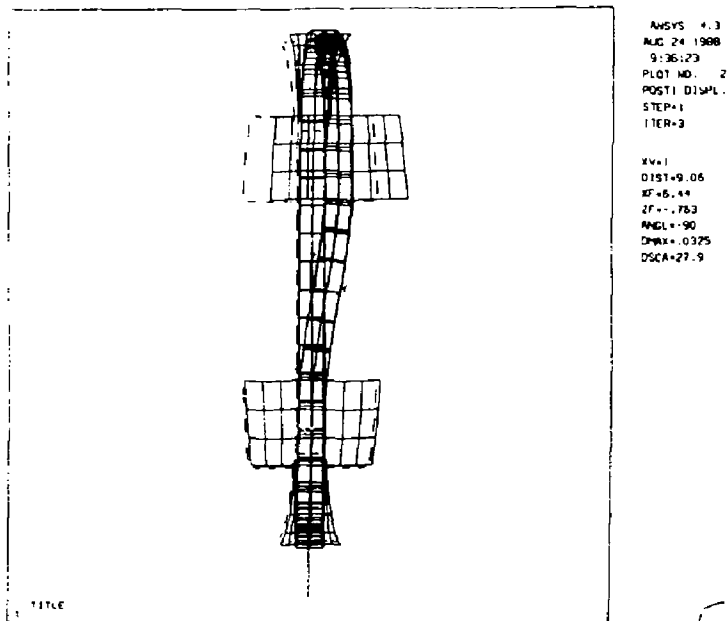 ANSYS 4.3
AUG 24 1988
9:36:23
PLOT NO. 2
POST1 DISPL.
STEP=1
ITER=3
XV=1
DIST=9.06
XF=6.44
ZF=-.763
ANGL=-90
DMAX=.0325
DSCA=27.9
1 TITLE